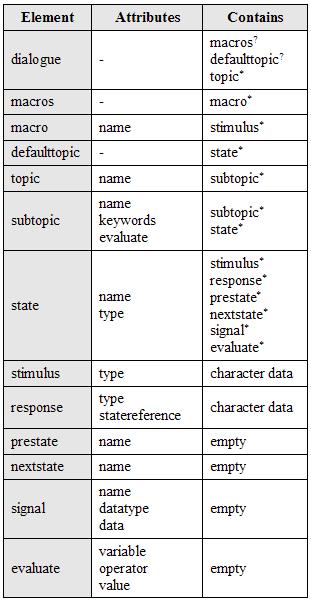 Element Attributes Contains
dialogue - macros?
defaulttopic?
topic*
macros - macro*
macro name stimulus*
defaulttopic - state*
topic name subtopic*
subtopic name
keywords
evaluate subtopic*
state*
state name
type stimulus*
response*
prestate*
nextstate*
signal*
evaluate*
stimulus type character data
response type
statereference character data
prestate name empty
nextstate name empty
signal name
datatype
data empty
evaluate variable
operator
value empty